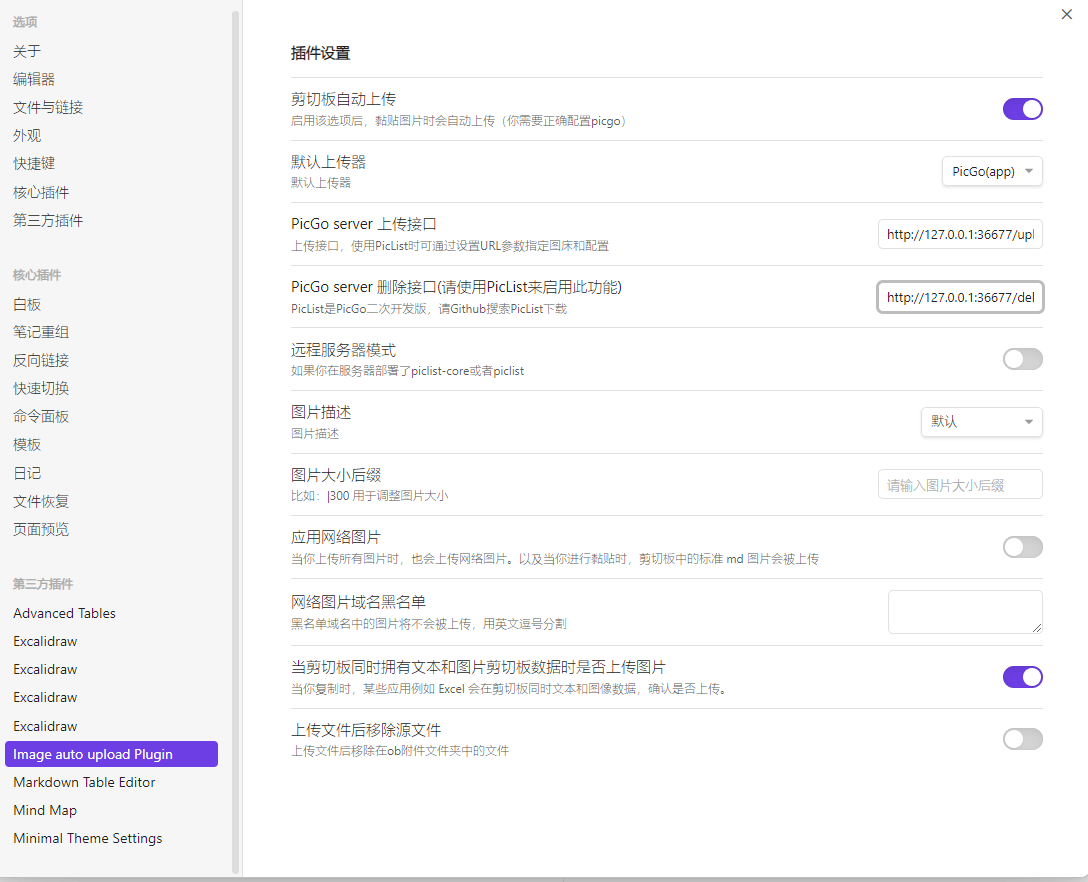 选项
关于
编辑器
文件与链接
外观
快捷键
核心插件
第三方插件
核心插件
白板
笔记重组
反向链接
快速切换
命令面板
模板
日记
文件恢复
页面预览
第三方插件
Advanced Tables
Excalidraw
Excalidraw
Excalidraw
Excalidraw
Image auto upload Plugin
Markdown Table Editor
Mind Map
Minimal Theme Settings
插件设置
剪切板自动上传
启用该选项后，黏贴图片时会自动上传（你需要正确配置picgo）
默认上传器
默认上传器
PicGo(app)
PicGo server 上传接口
上传接口，使用PicList时可通过设置URL参数指定图床和配置
http://127.0.0.1:36677/upl
PicGo server 删除接口(请使用PicList来启用此功能)
PicList是PicGo二次开发版，请Github搜索PicList下载
http://127.0.0.1:36677/del
远程服务器模式
如果你在服务器部署了piclist-core或者piclist
图片描述
图片描述
默认
图片大小后缀
比如：|300 用于调整图片大小
请输入图片大小后缀
应用网络图片
当你上传所有图片时，也会上传网络图片。以及当你进行黏贴时，剪切板中的标准 md 图片会被上传
网络图片域名黑名单
黑名单域名中的图片将不会被上传，用英文逗号分割
当剪切板同时拥有文本和图片剪切板数据时是否上传图片
当你复制时，某些应用例如 Excel 会在剪切板同时文本和图像数据，确认是否上传。
上传文件后移除源文件
上传文件后移除在ob附件文件夹中的文件